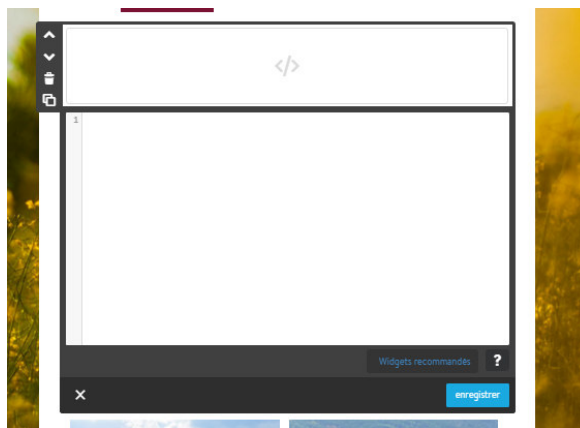 </>
1
Widgets recommandés ?
enregistrer